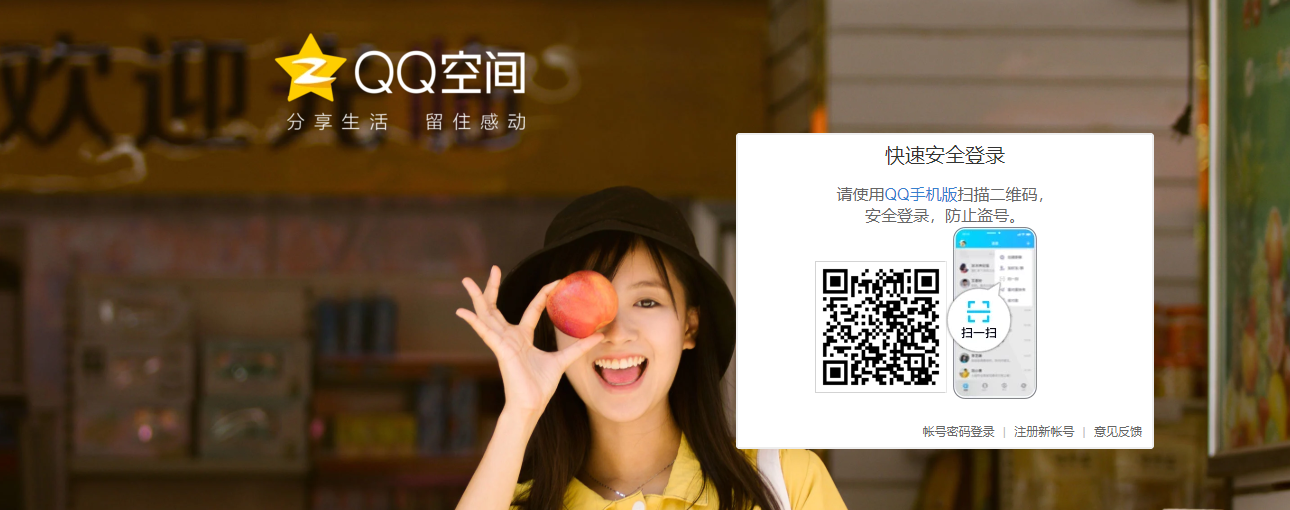 欢迎光临
QQ空间
分享生活 留住感动
快速安全登录
请使用QQ手机版扫描二维码，
安全登录，防止盗号。
扫一扫
帐号密码登录 | 注册新帐号 | 意见反馈